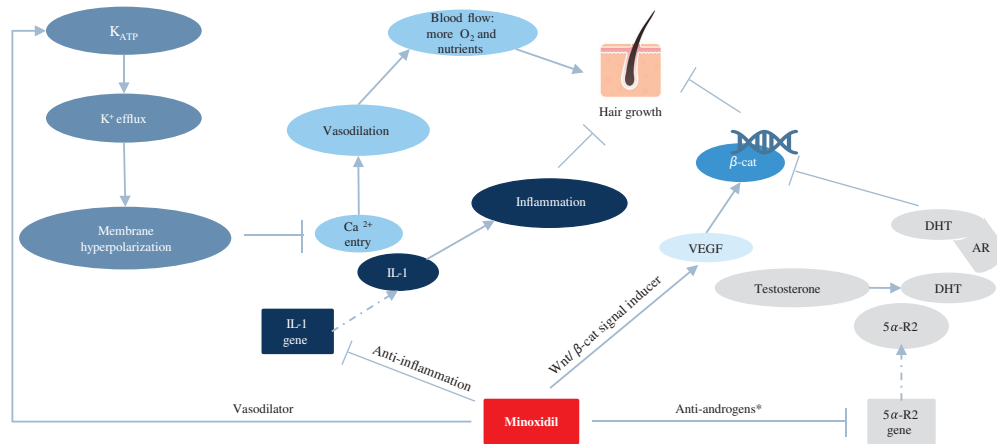 K_ATP
K⁺ efflux
Membrane
hyperpolarization
Blood flow:
more O₂ and
nutrients
Vasodilation
Ca ²⁺
entry
IL-1
IL-1
gene
Inflammation
Hair growth
β-cat
VEGF
DHT
AR
Testosterone
DHT
5α-R2
5α-R2
gene
Wnt/ β-cat signal inducer
Anti-inflammation
Vasodilator
Minoxidil
Anti-androgens*